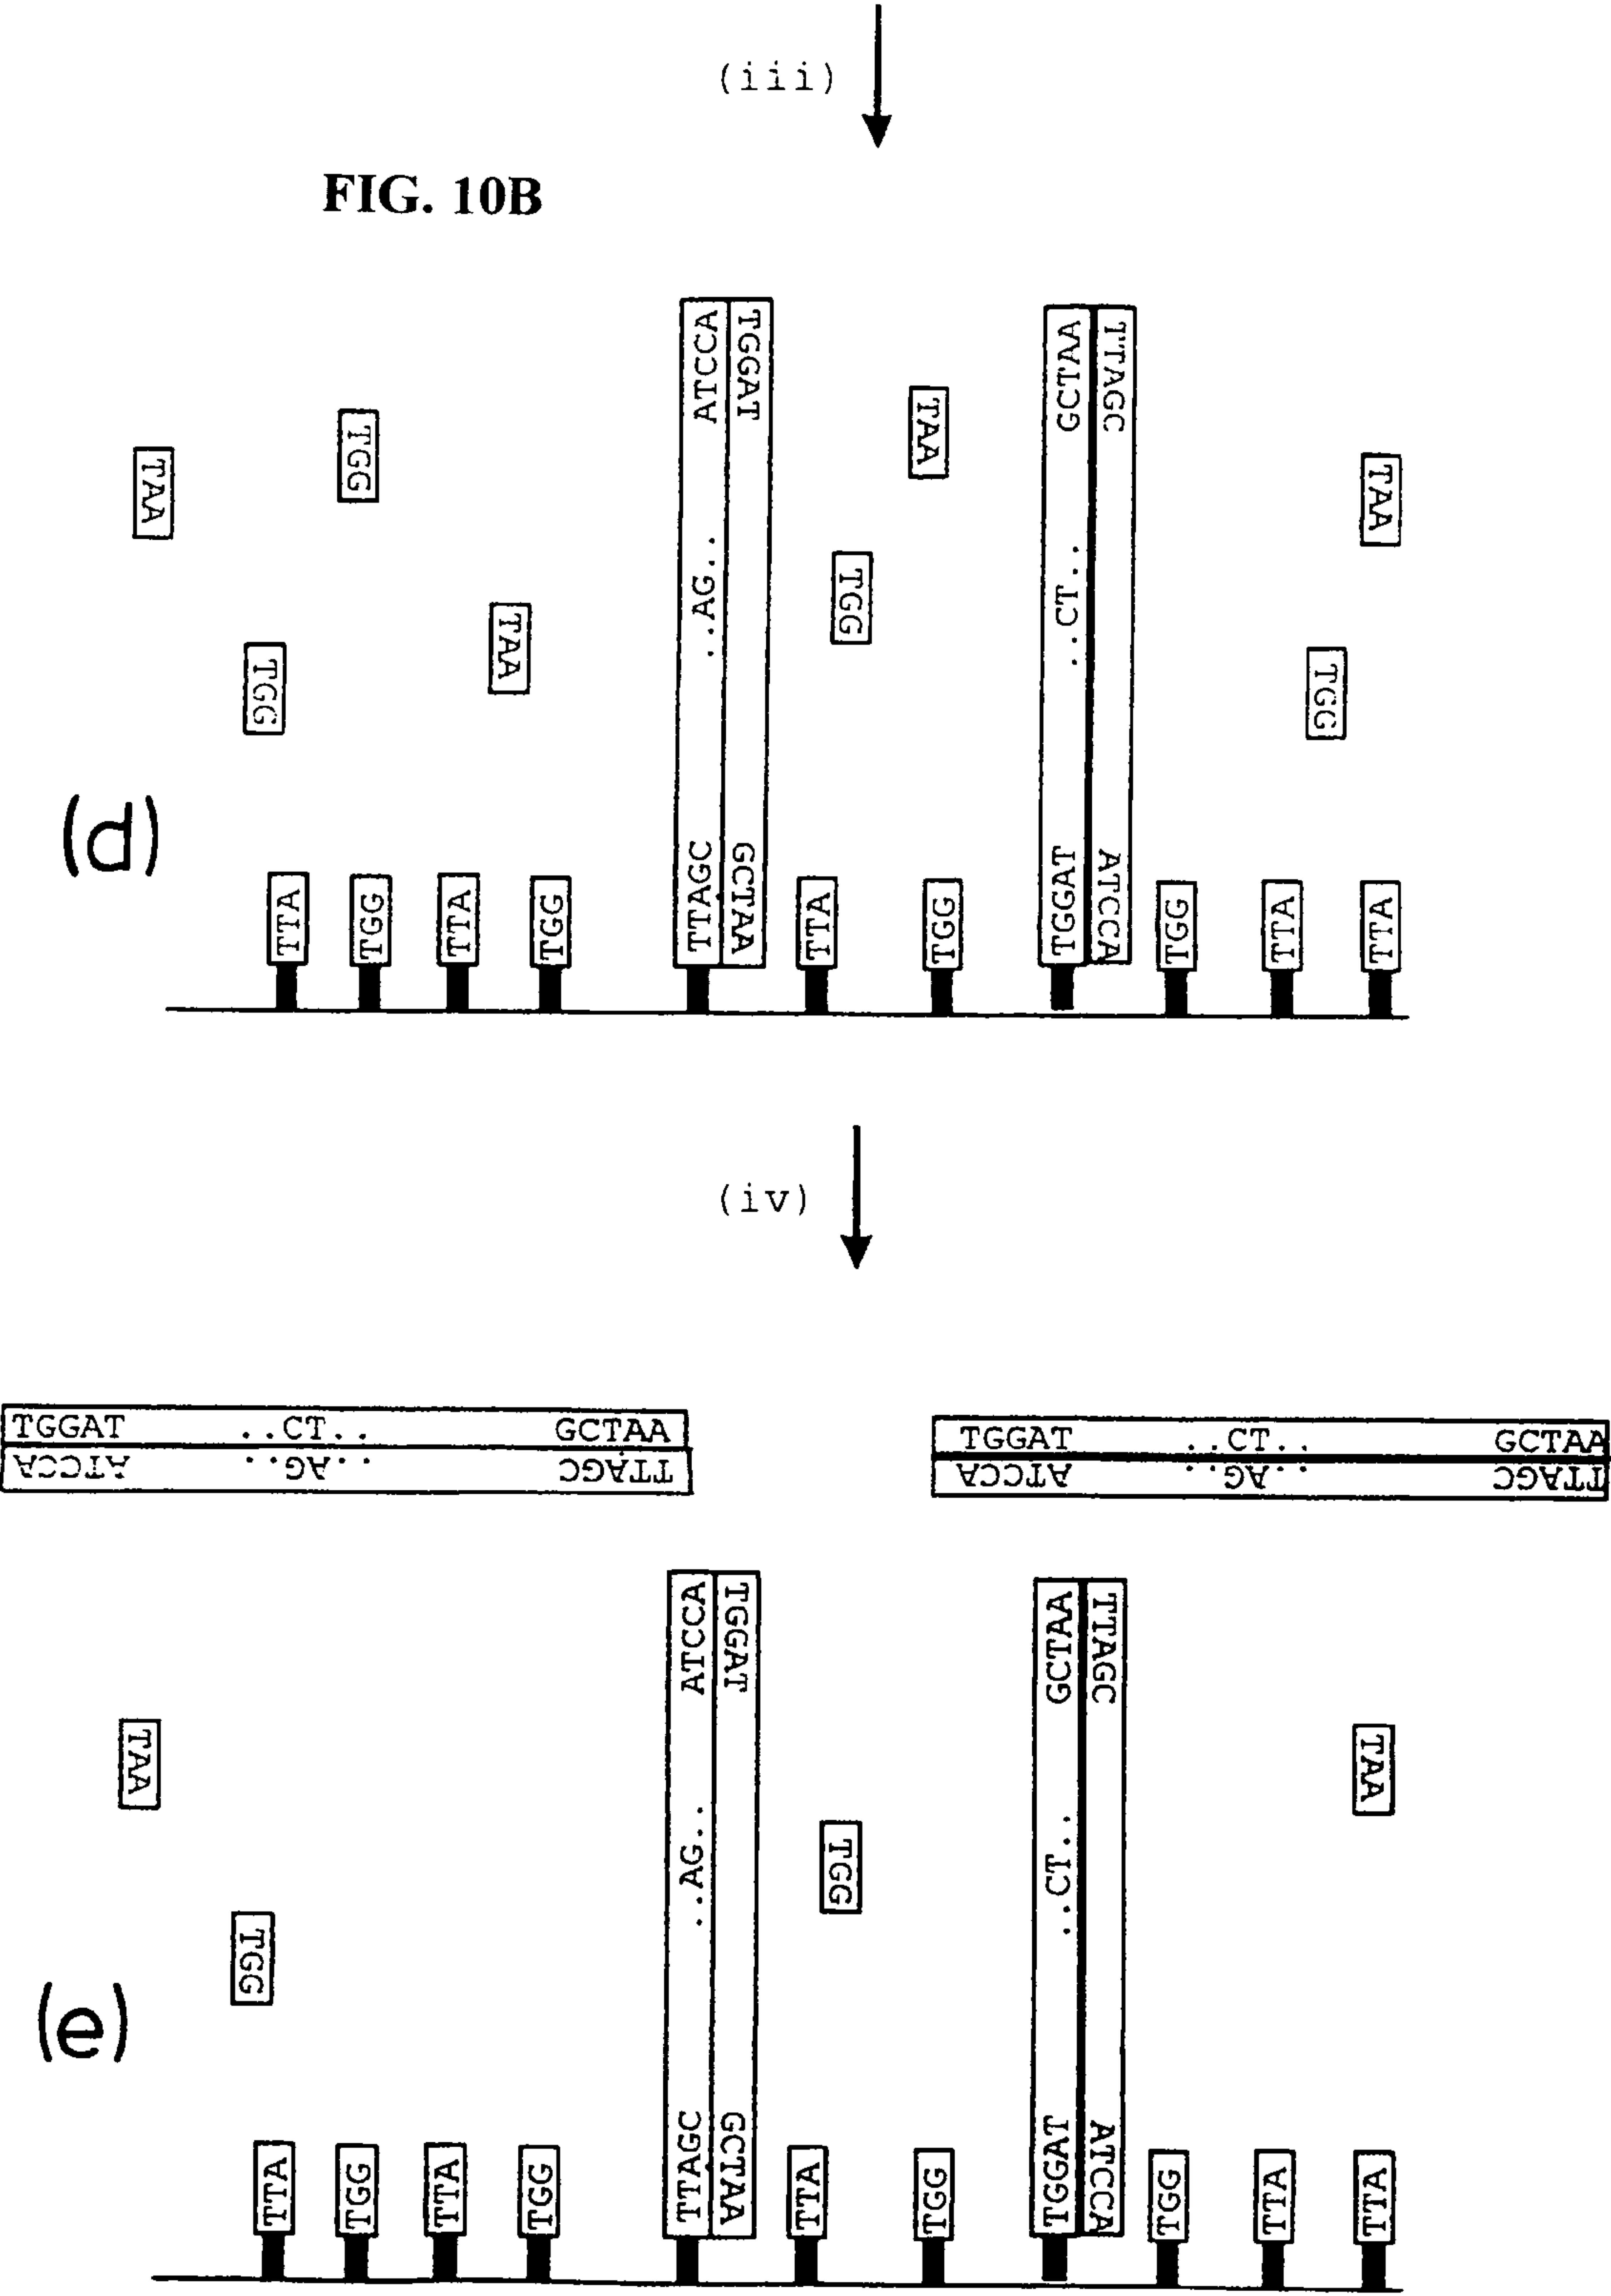 (iii)
FIG. 10B
TAA
TGG
TGG
TAA
TTAGC ..AG.. ATCCA
TGGAT GCTAA
TAA
TGG
TGGAT ..CT.. GCTAA
TTAGC ATCCA
TAA
TGG
(d)
TTA
TGG
TTA
TGG
TTA
TGG
TGG
TTA
TTA
(iv)
TGGAT ..CT.. GCTAA
TTAGC ..AG.. ATCCA
TGGAT ..CT.. GCTAA
TTAGC ..AG.. ATCCA
TAA
TGG
TTAGC ..AG.. ATCCA
TGGAT GCTAA
TGG
TGGAT ..CT.. GCTAA
TTAGC ATCCA
TAA
(e)
TTA
TGG
TTA
TGG
TTA
TGG
TGG
TTA
TTA